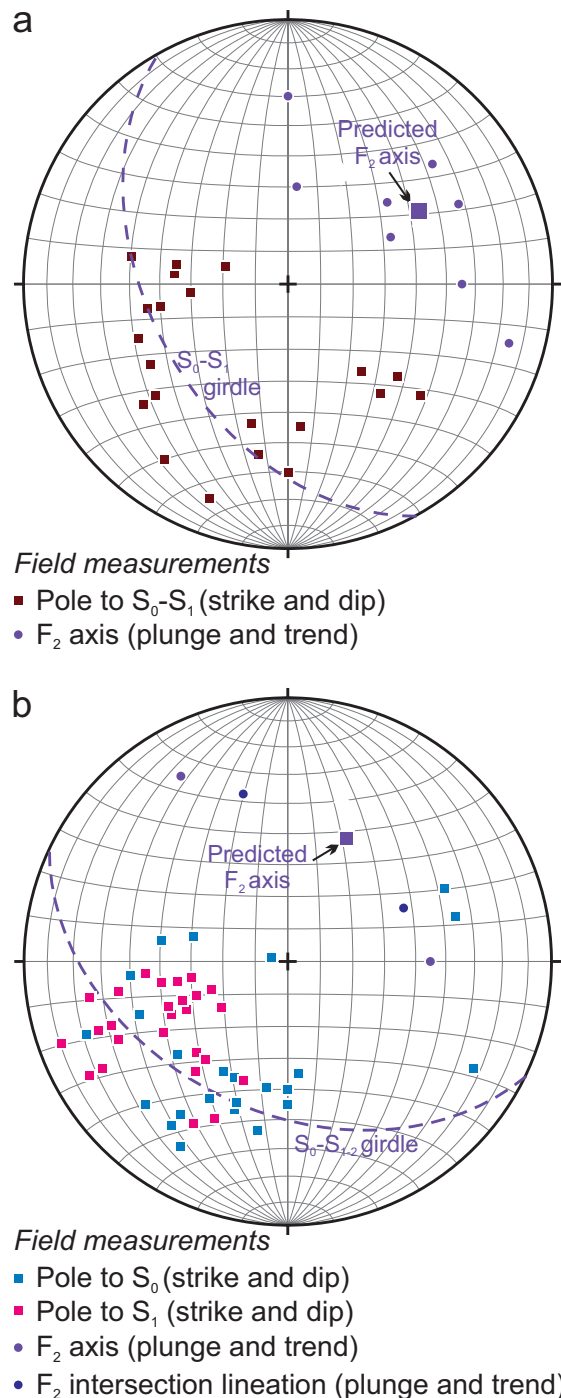 a
Predicted
F₂ axis
S₀-S₁
girdle
Field measurements
Pole to S₀-S₁ (strike and dip)
F₂ axis (plunge and trend)
b
Predicted
F₂ axis
S₀-S₁₋₂ girdle
Field measurements
Pole to S₀ (strike and dip)
Pole to S₁ (strike and dip)
F₂ axis (plunge and trend)
F₂ intersection lineation (plunge and trend)